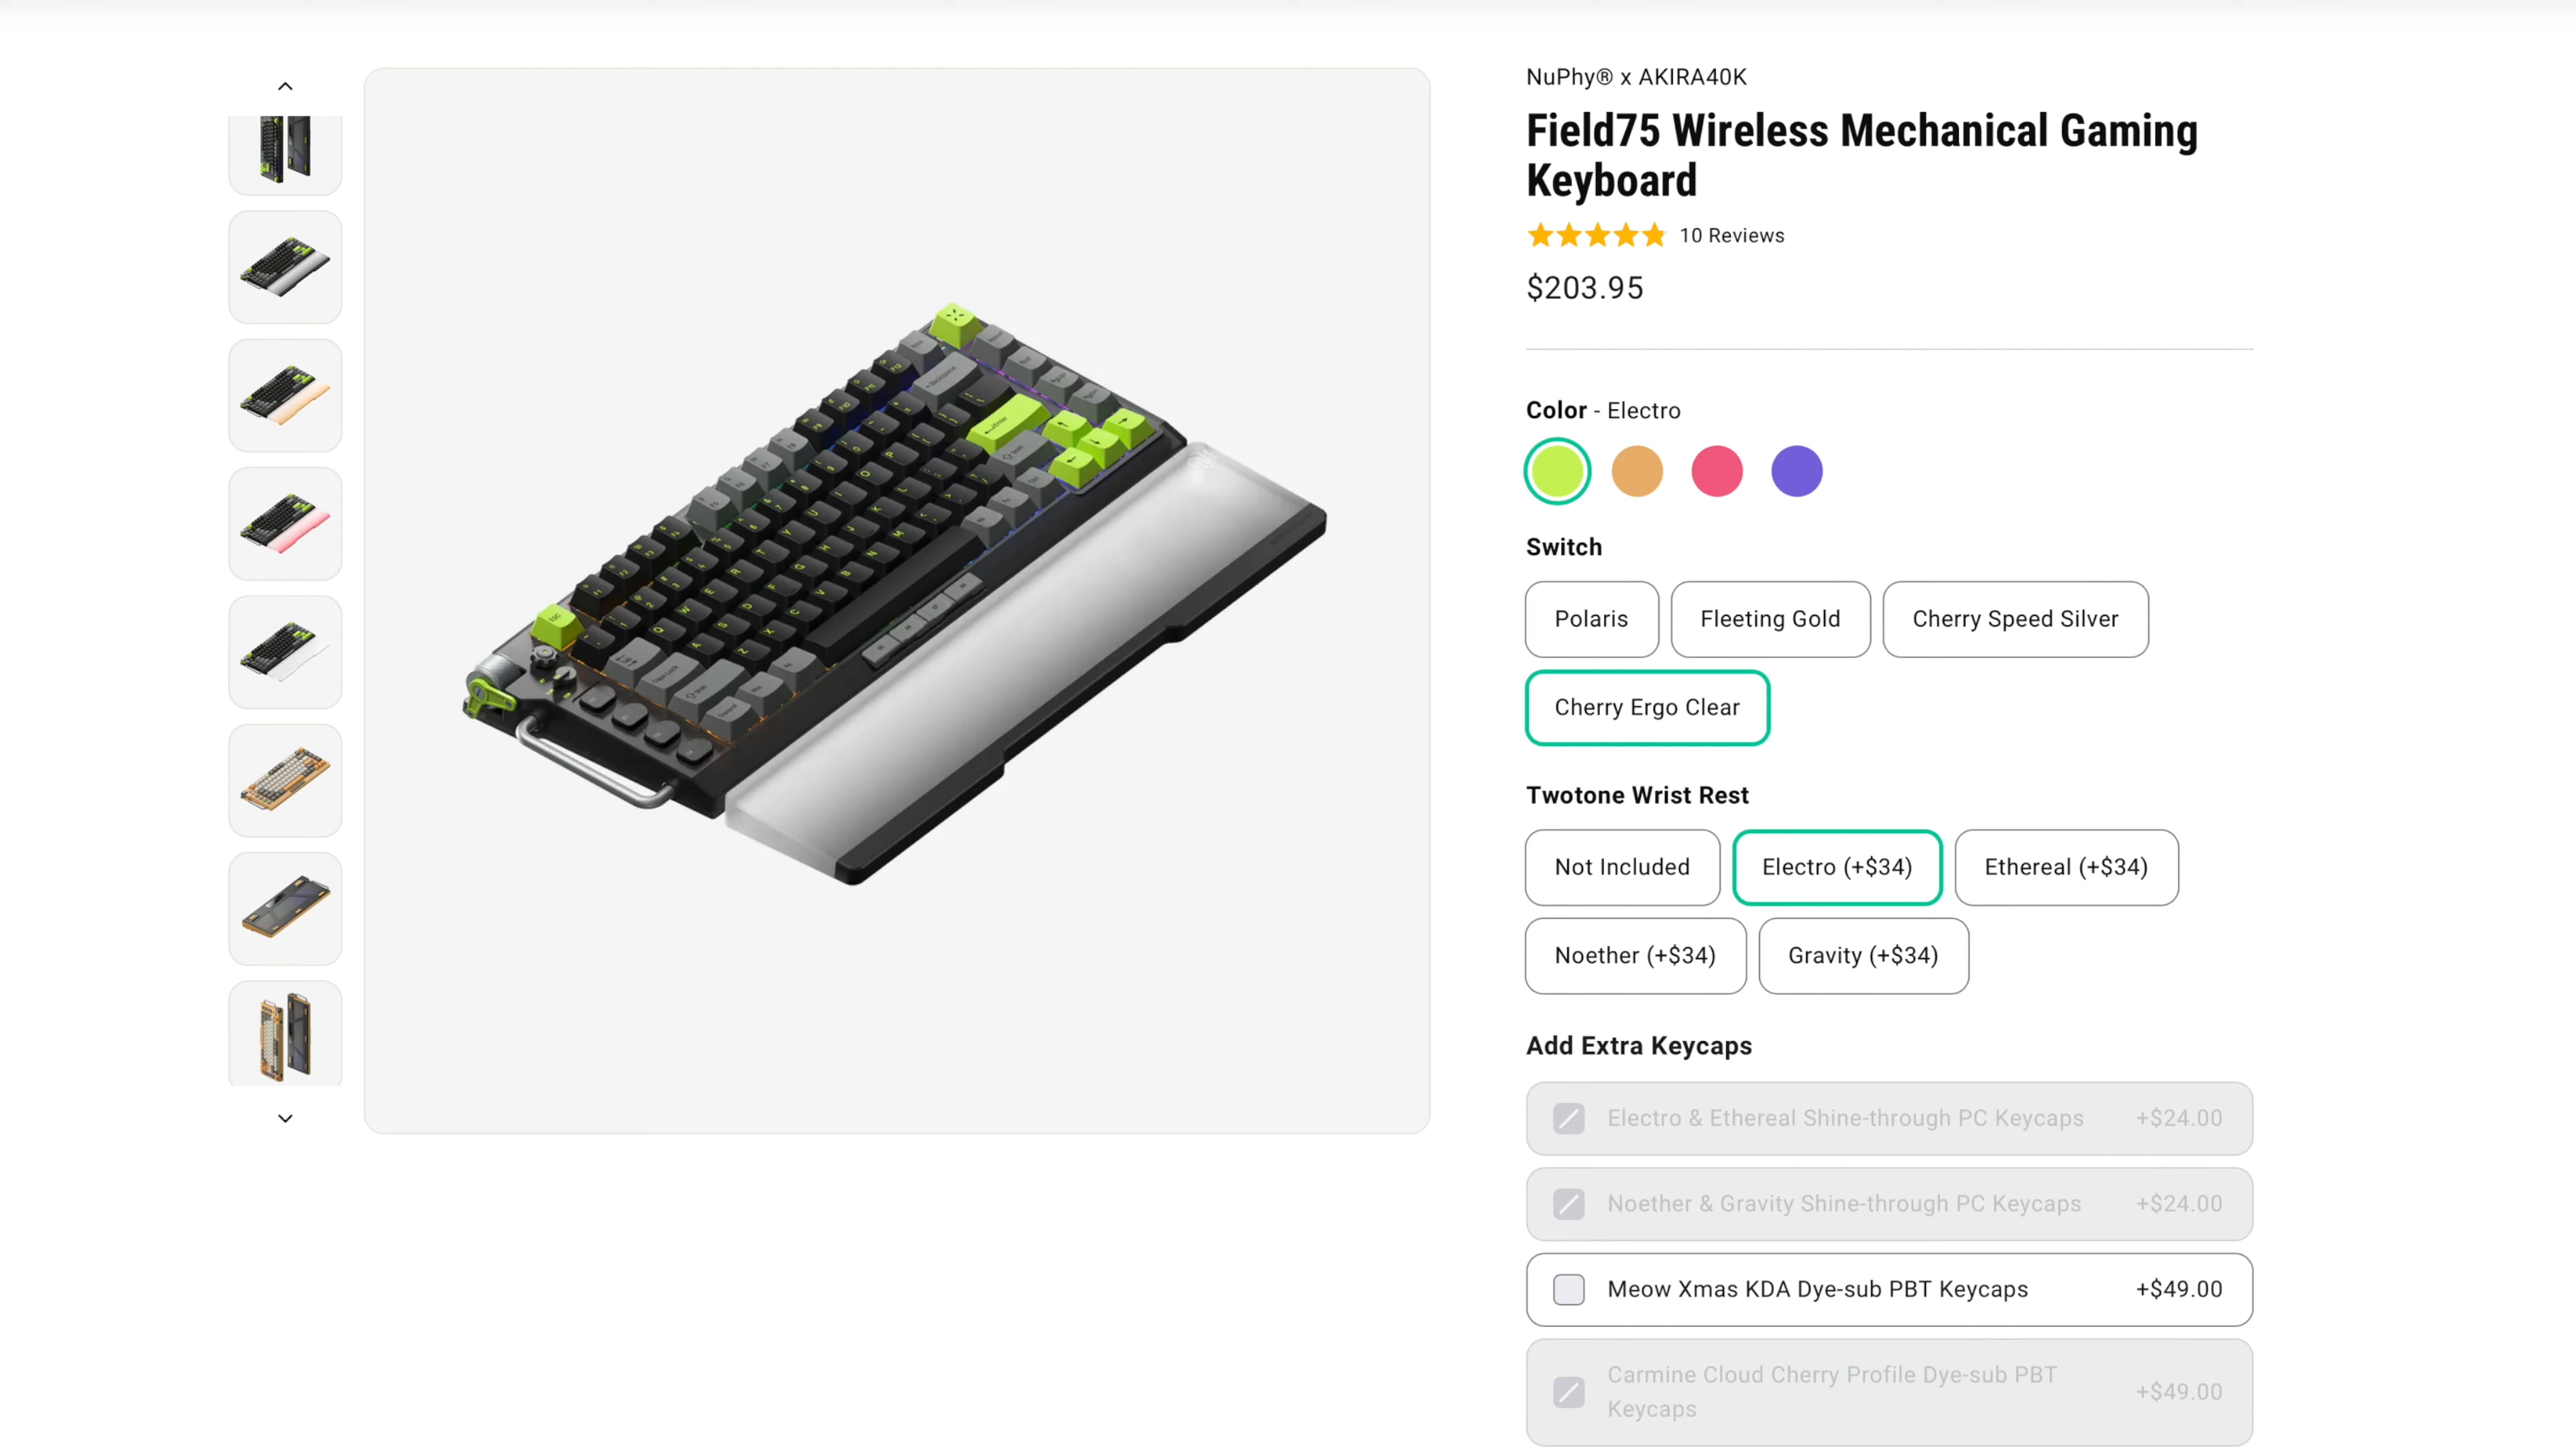 NuPhy® x AKIRA40K
Field75 Wireless Mechanical Gaming
Keyboard
10 Reviews
$203.95
Color - Electro
Switch
Polaris
Fleeting Gold
Cherry Speed Silver
Cherry Ergo Clear
Twotone Wrist Rest
Not Included
Electro (+$34)
Ethereal (+$34)
Noether (+$34)
Gravity (+$34)
Add Extra Keycaps
Electro & Ethereal Shine-through PC Keycaps +$24.00
Noether & Gravity Shine-through PC Keycaps +$24.00
Meow Xmas KDA Dye-sub PBT Keycaps +$49.00
Carmine Cloud Cherry Profile Dye-sub PBT
Keycaps
+$49.00